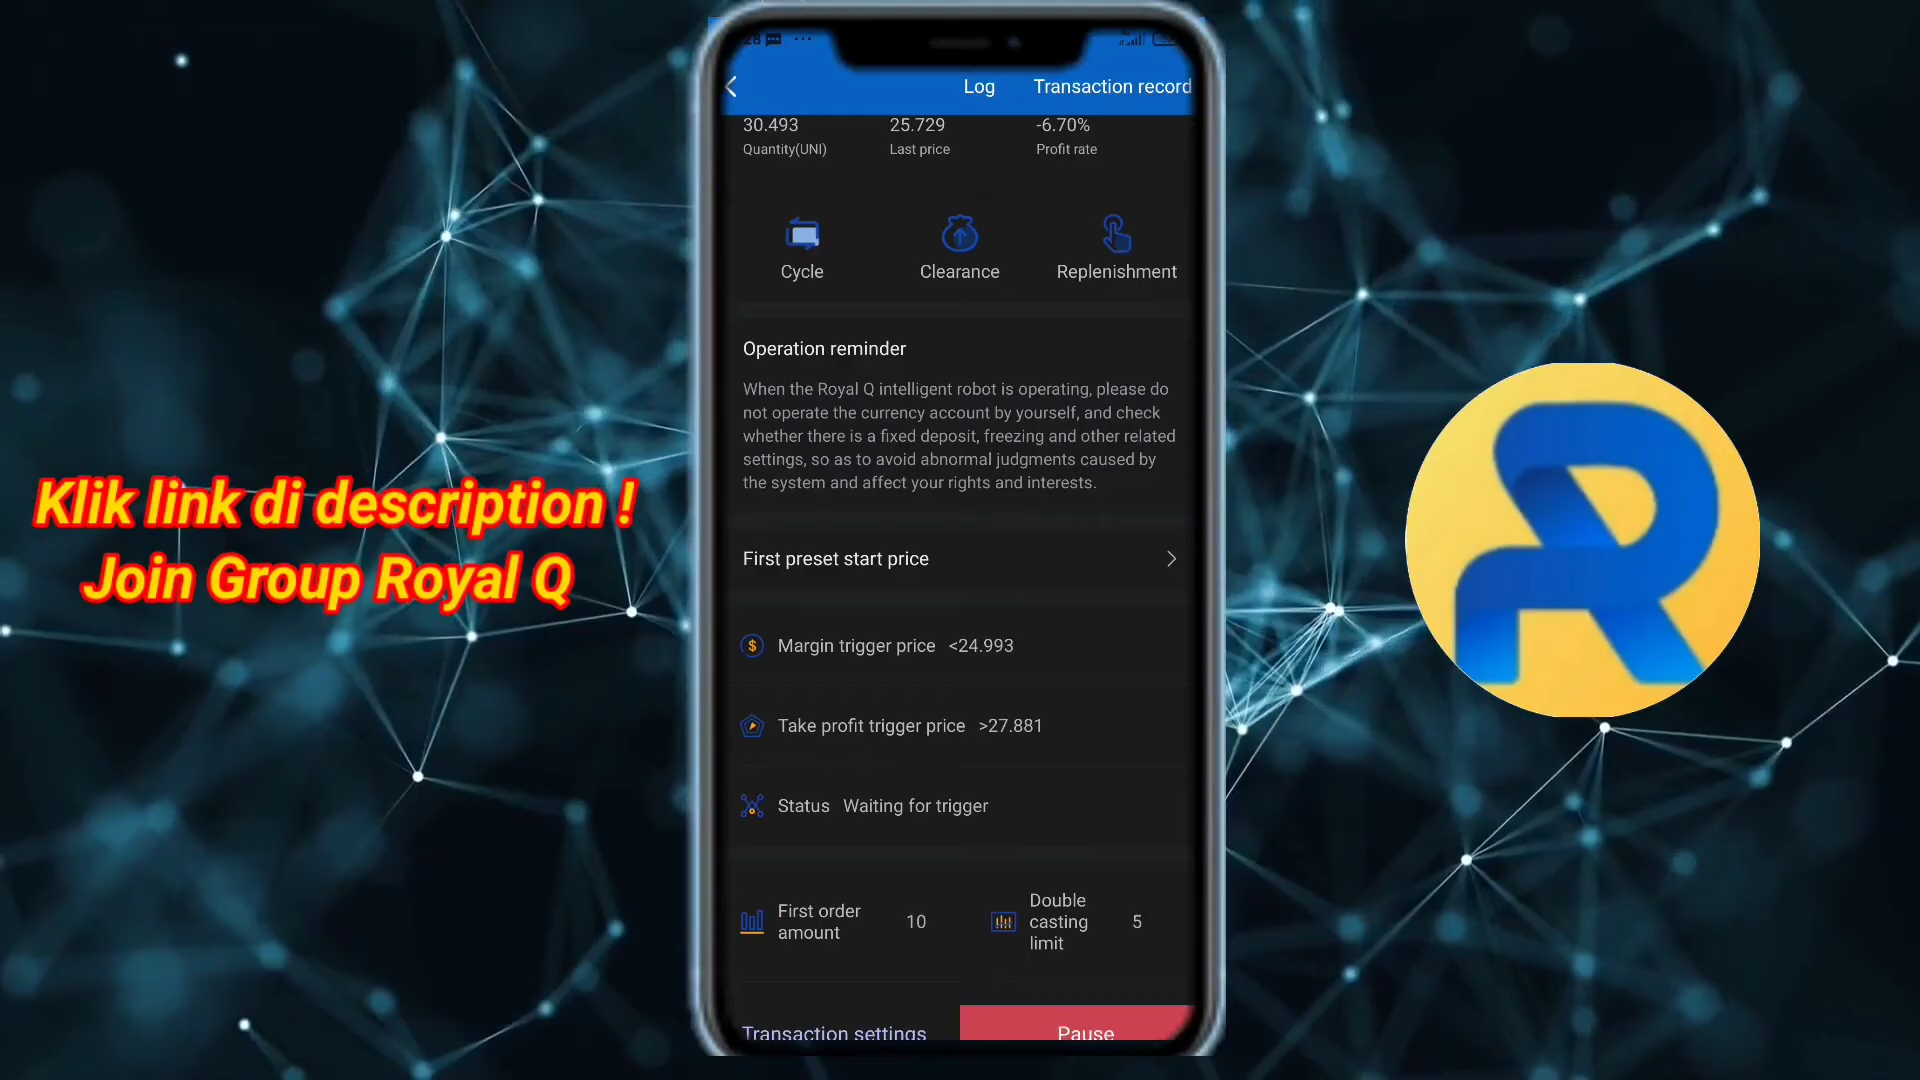 28 ...
Log Transaction record
30.493 25.729 -6.70%
Quantity(UNI) Last price Profit rate
Cycle Clearance Replenishment
Operation reminder
When the Royal Q intelligent robot is operating, please do
not operate the currency account by yourself, and check
whether there is a fixed deposit, freezing and other related
settings, so as to avoid abnormal judgments caused by
the system and affect your rights and interests.
Klik link di description !
Join Group Royal Q
First preset start price
Margin trigger price <24.993
Take profit trigger price >27.881
Status Waiting for trigger
First order
amount
10
Double
casting
limit
5
Transaction settings Pause